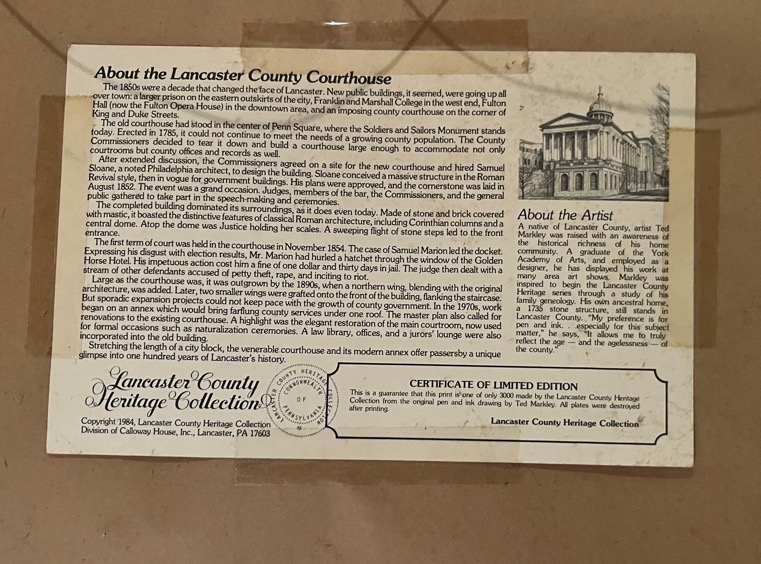 About the Lancaster County Courthouse
The 1850s were a decade that changed the face of Lancaster. New public buildings, it seemed, were going up all
over town: a larger prison on the eastern outskirts of the city, Franklin and Marshall College in the west end, Fulton
Hall (now the Fulton Opera House) in the downtown area, and an imposing county courthouse on the corner of
King and Duke Streets.
The old courthouse had stood in the center of Penn Square, where the Soldiers and Sailors Monument stands
today. Erected in 1785, it could not continue to meet the needs of a growing county population. The County
Commissioners decided to tear it down and build a courthouse large enough to accommodate not only
courtrooms but county offices and records as well.
After extended discussion, the Commissioners agreed on a site for the new courthouse and hired Samuel
Sloane, a noted Philadelphia architect, to design the building. Sloane conceived a massive structure in the Roman
Revival style, then in vogue for government buildings. His plans were approved, and the cornerstone was laid in
August 1852. The event was a grand occasion. Judges, members of the bar, the Commissioners, and the general
public gathered to take part in the speech-making and ceremonies.
The completed building dominated its surroundings, as it does even today. Made of stone and brick covered
with mastic, it boasted the distinctive features of classical Roman architecture, including Corinthian columns and a
central dome. Atop the dome was Justice holding her scales. A sweeping flight of stone steps led to the front
entrance.
The first term of court was held in the courthouse in November 1854. The case of Samuel Marion led the docket.
Expressing his disgust with election results, Mr. Marion had hurled a hatchet through the window of the Golden
Horse Hotel. His impetuous action cost him a fine of one dollar and thirty days in jail. The judge then dealt with a
stream of other defendants accused of petty theft, rape, and inciting to riot.
Large as the courthouse was, it was outgrown by the 1890s, when a northern wing, blending with the original
architecture, was added. Later, two smaller wings were grafted onto the front of the building, flanking the staircase.
But sporadic expansion projects could not keep pace with the growth of county government. In the 1970s, work
began on an annex which would bring farflung county services under one roof. The master plan also called for
renovations to the existing courthouse. A highlight was the elegant restoration of the main courtroom, now used
for formal occasions such as naturalization ceremonies. A law library, offices, and a jurors' lounge were also
incorporated into the old building.
Stretching the length of a city block, the venerable courthouse and its modern annex offer passersby a unique
glimpse into one hundred years of Lancaster's history.
About the Artist
A native of Lancaster County, artist Ted
Markley was raised with an awareness of
the historical richness of his home
community. A graduate of the York
Academy of Arts, and employed as a
designer, he has displayed his work at
many area art shows. Markley was
inspired to begin the Lancaster County
Heritage series through a study of his
family geneology. His own ancestral home,
a 1735 stone structure, still stands in
Lancaster County. "My preference is for
pen and ink. . .especially for this subject
matter," he says, "It allows me to truly
reflect the age — and the agelessness — of
the county."
Lancaster County
Heritage Collection
Copyright 1984, Lancaster County Heritage Collection
Division of Calloway House, Inc., Lancaster, PA 17603
LANCASTER COUNTY HERITAGE COLLECTION
COMMONWEALTH
OF
PENNSYLVANIA
CERTIFICATE OF LIMITED EDITION
This is a guarantee that this print is one of only 3000 made by the Lancaster County Heritage
Collection from the original pen and ink drawing by Ted Markley. All plates were destroyed
after printing.
Lancaster County Heritage Collection